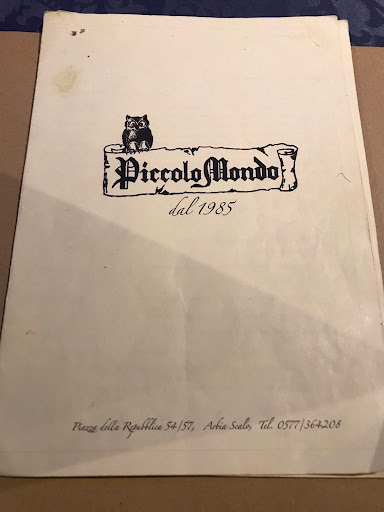 Piccolo Mondo
dal 1985
Piazza della Repubblica 54/57, Arbia Scalo, Tel. 0577/364208